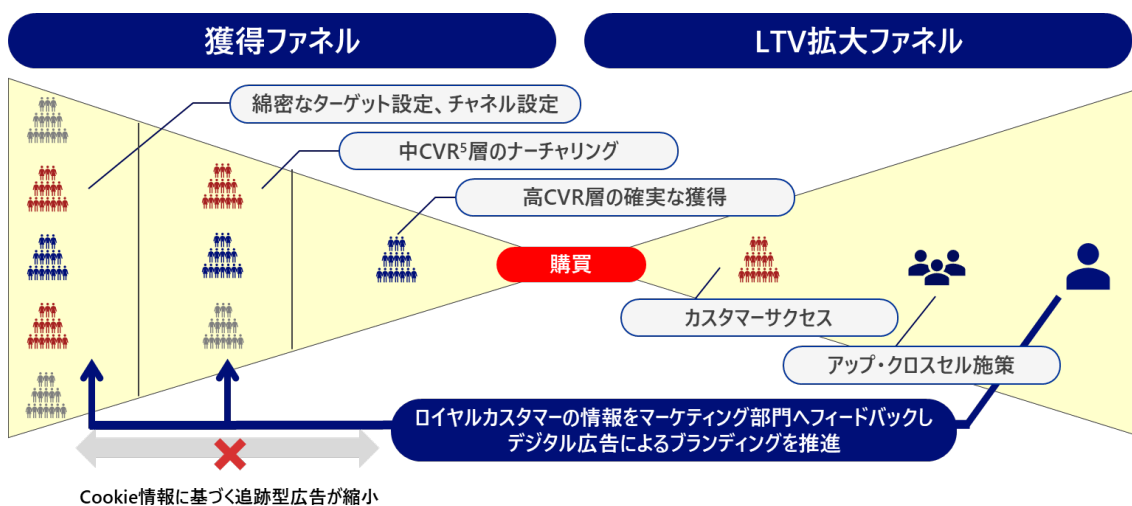 獲得ファネル
LTV拡大ファネル
綿密なターゲット設定、チャネル設定
中CVR⁵層のナーチャリング
高CVR層の確実な獲得
購買
カスタマーサクセス
アップ・クロスセル施策
ロイヤルカスタマーの情報をマーケティング部門へフィードバックし
デジタル広告によるブランディングを推進
Cookie情報に基づく追跡型広告が縮小